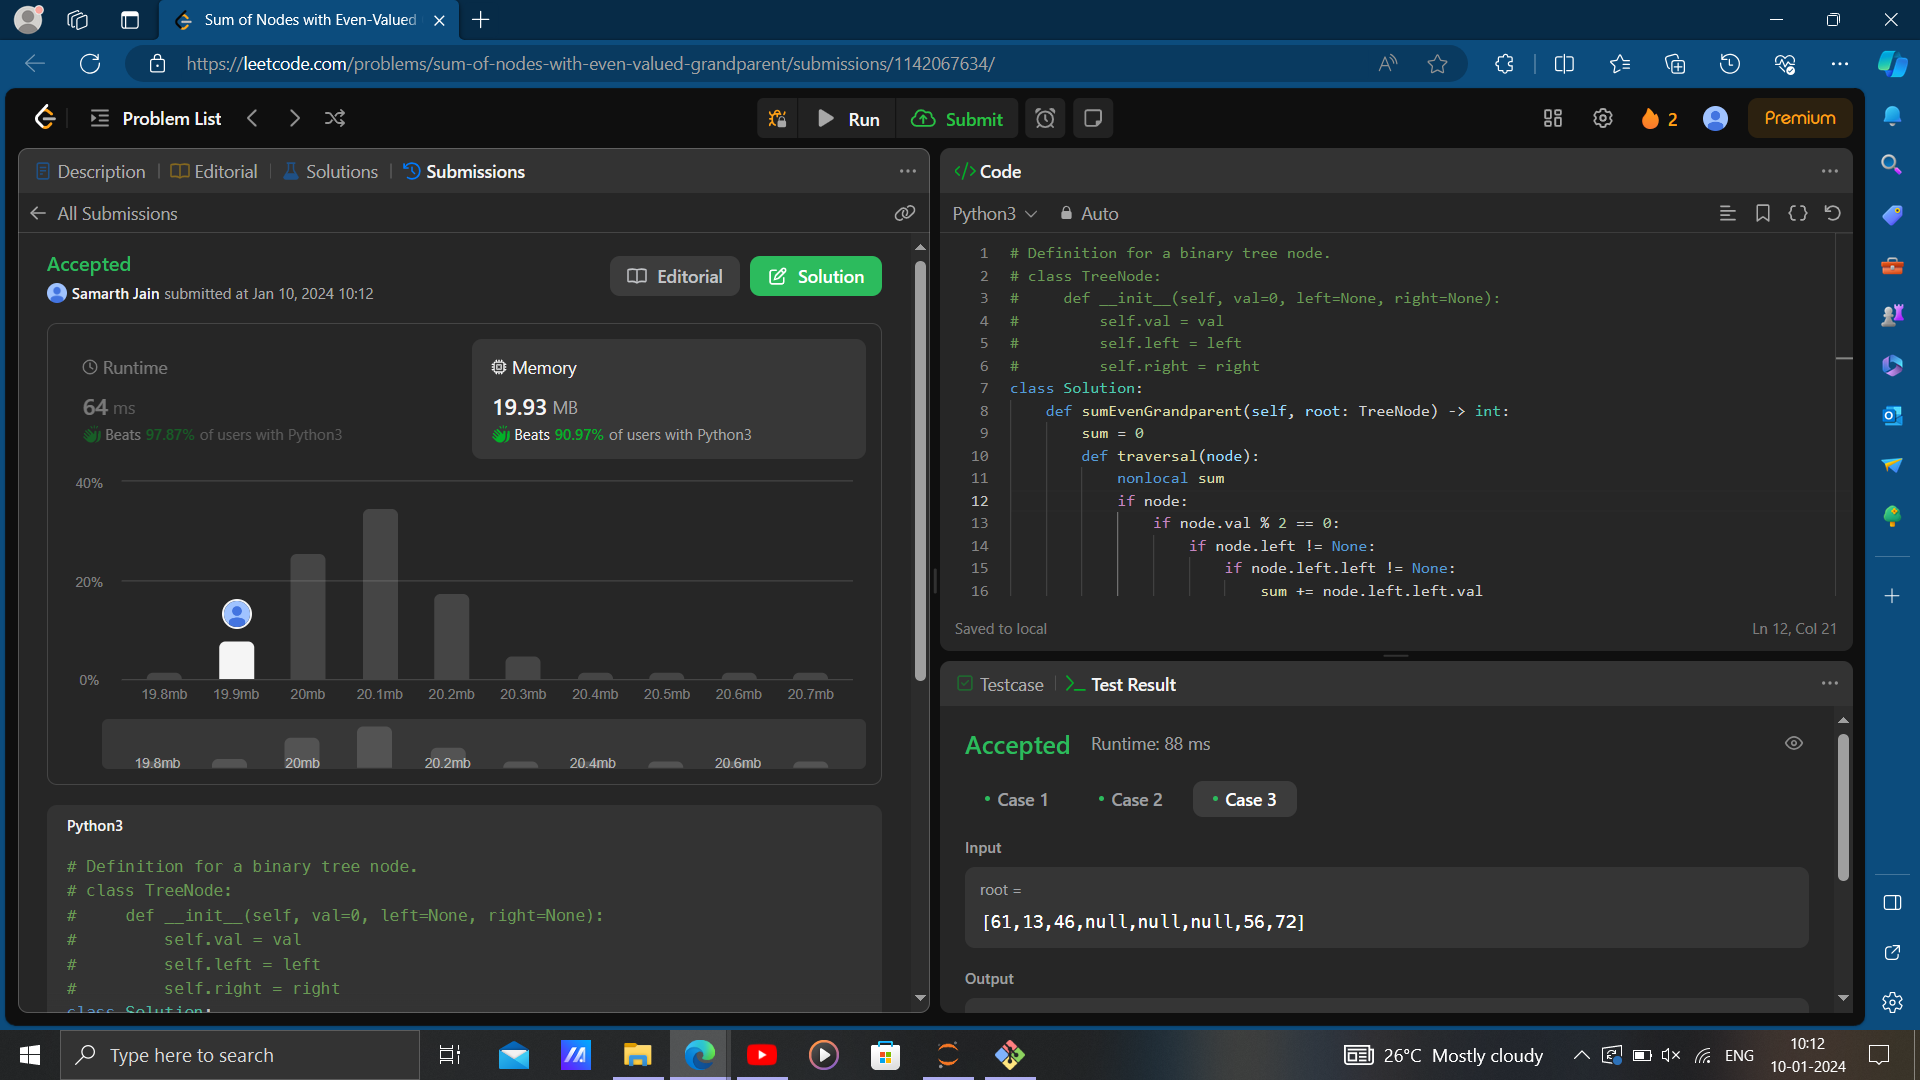 Sum of Nodes with Even-Valued
https://leetcode.com/problems/sum-of-nodes-with-even-valued-grandparent/submissions/1142067634/
Problem List
Run
Submit
2
Premium
Description
Editorial
Solutions
Submissions
All Submissions
Accepted
Samarth Jain submitted at Jan 10, 2024 10:12
Editorial
Solution
Runtime
64 ms
Beats 97.87% of users with Python3
Memory
19.93 MB
Beats 90.97% of users with Python3
40%
20%
0%
19.8mb 19.9mb 20mb 20.1mb 20.2mb 20.3mb 20.4mb 20.5mb 20.6mb 20.7mb
19.8mb 20mb 20.2mb 20.4mb 20.6mb
Python3
# Definition for a binary tree node.
# class TreeNode:
#     def __init__(self, val=0, left=None, right=None):
#         self.val = val
#         self.left = left
#         self.right = right
class Solution:
Code
Python3
Auto
1 # Definition for a binary tree node.
2 # class TreeNode:
3 #     def __init__(self, val=0, left=None, right=None):
4 #         self.val = val
5 #         self.left = left
6 #         self.right = right
7 class Solution:
8     def sumEvenGrandparent(self, root: TreeNode) -> int:
9         sum = 0
10         def traversal(node):
11             nonlocal sum
12             if node:
13                 if node.val % 2 == 0:
14                     if node.left != None:
15                         if node.left.left != None:
16                             sum += node.left.left.val
Saved to local
Ln 12, Col 21
Testcase
Test Result
Accepted
Runtime: 88 ms
Case 1
Case 2
Case 3
Input
root =
[61,13,46,null,null,null,56,72]
Output
Type here to search
26°C Mostly cloudy
ENG
10:12
10-01-2024